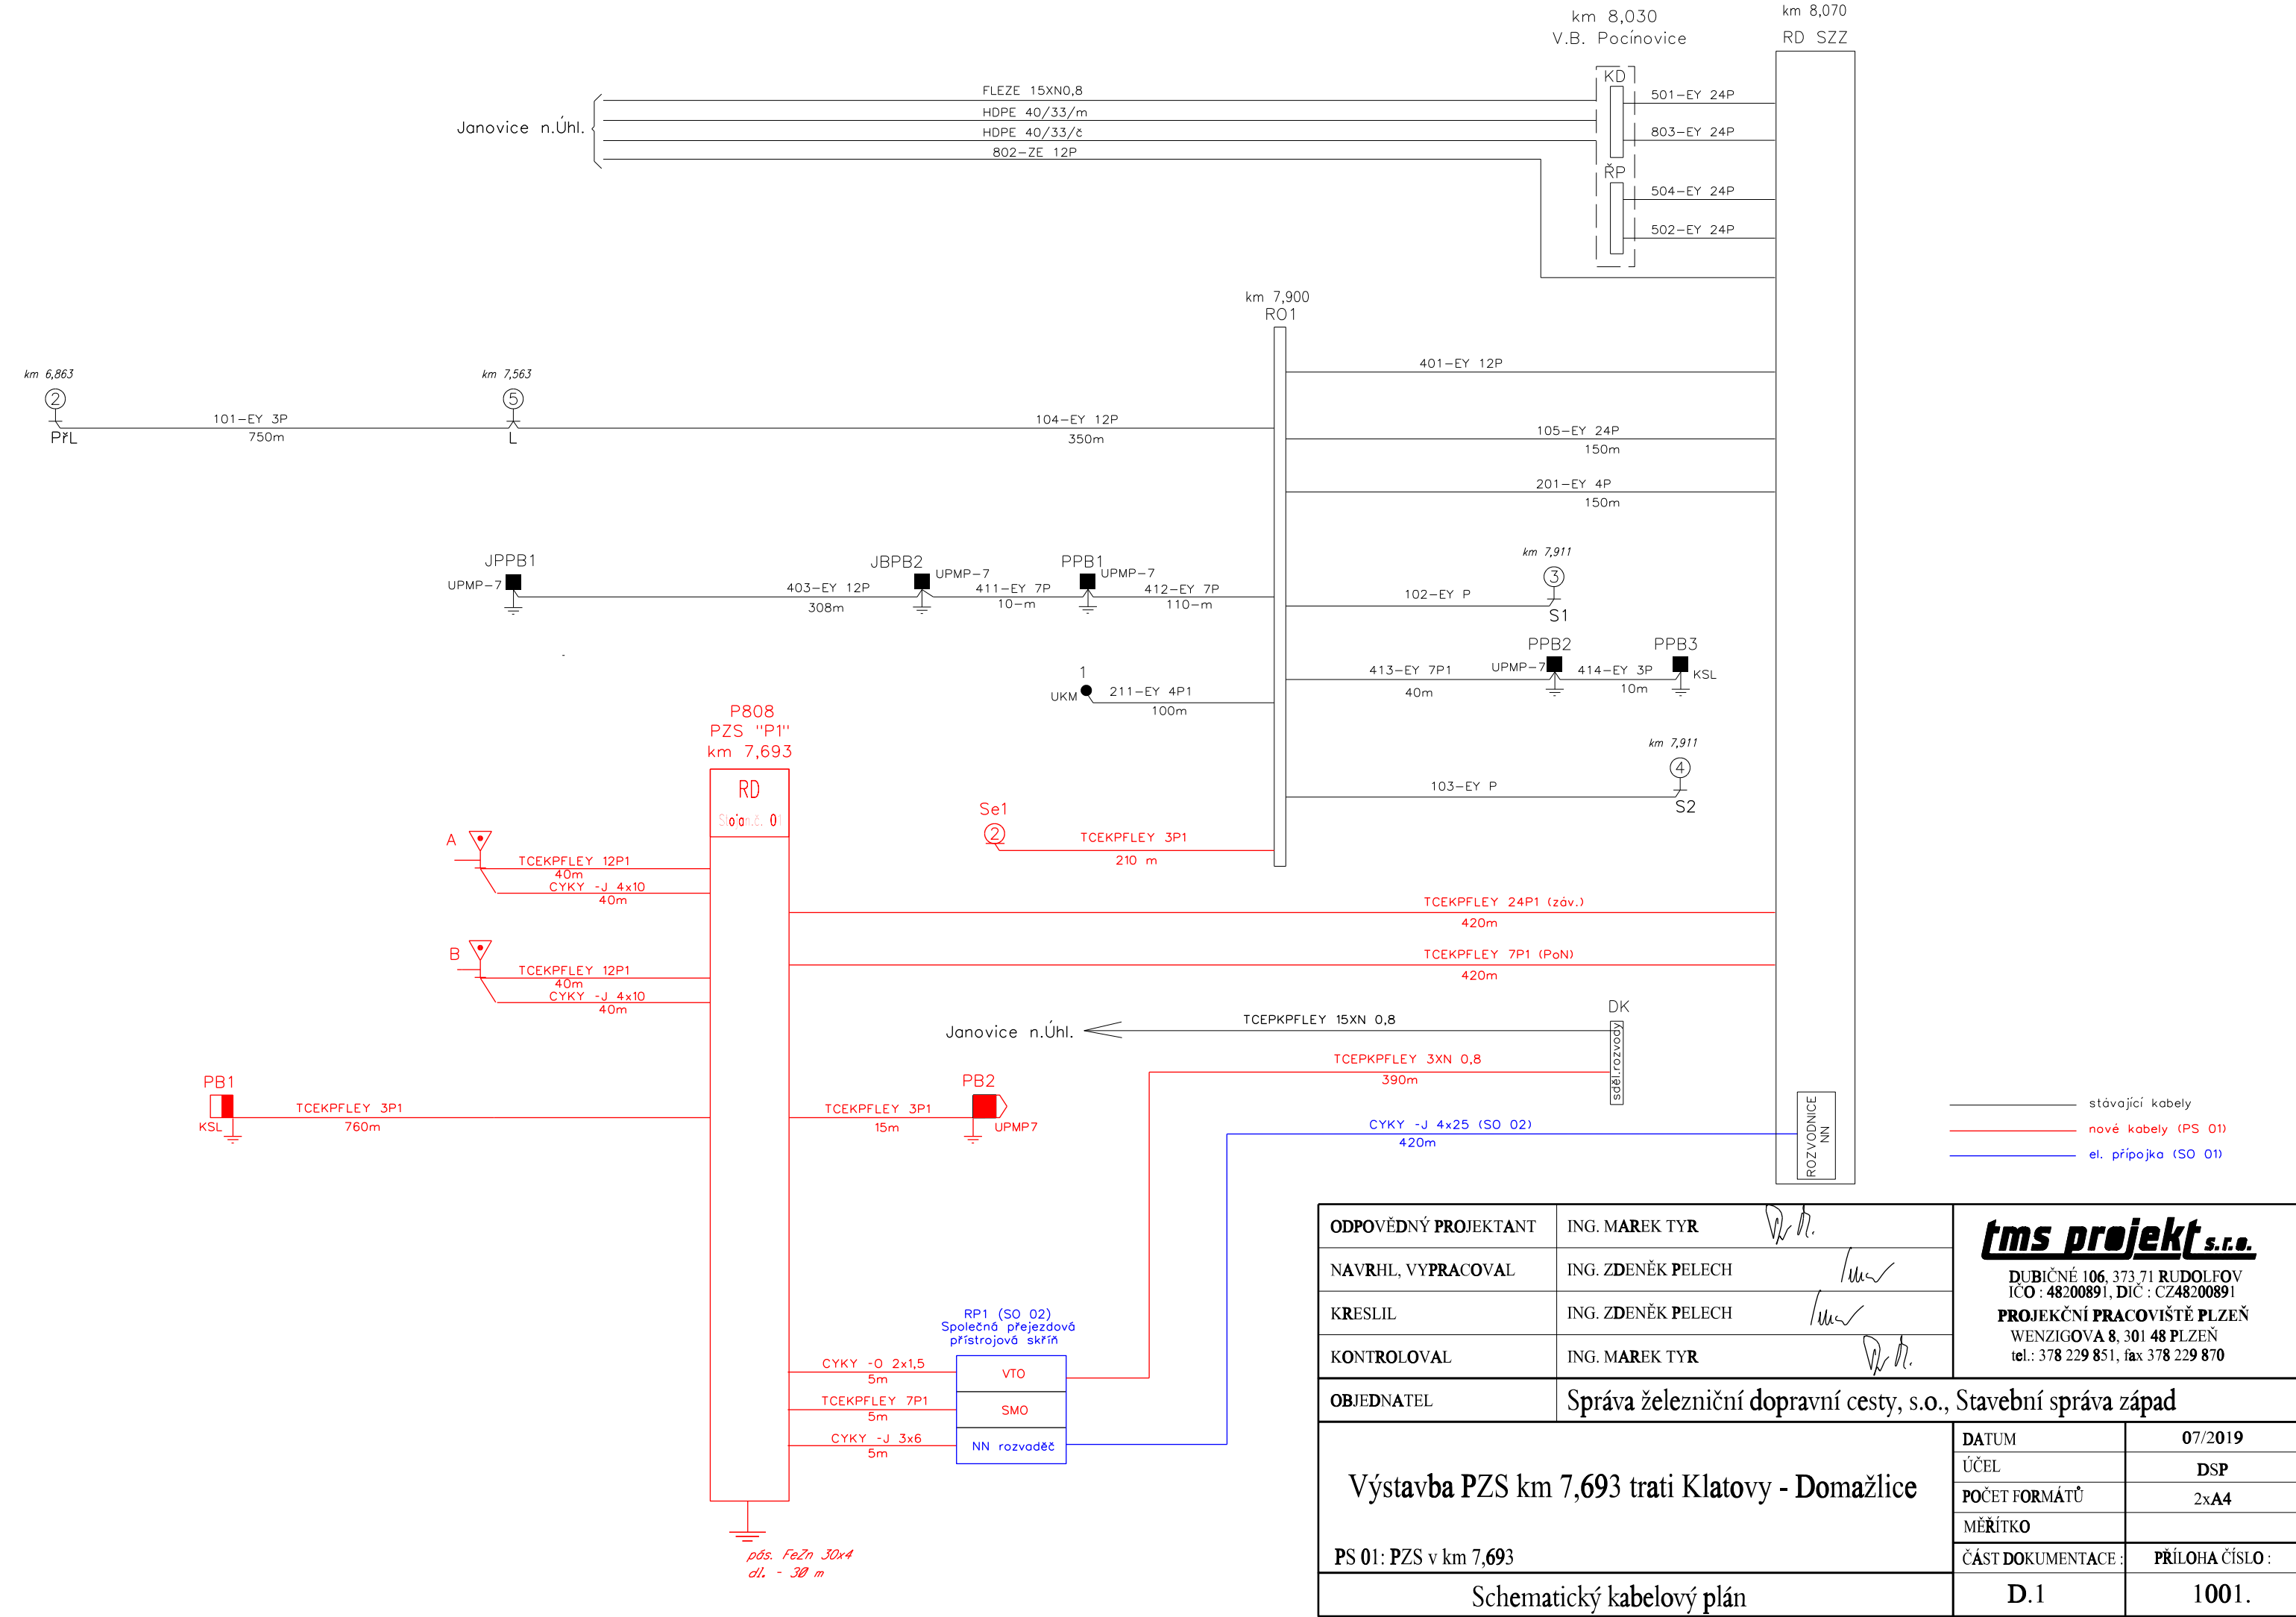 km 8,030
V.B. Pocínovice
km 8,070
RD SZZ
Janovice n.Úhl.
FLEZE 15XN0,8
HDPE 40/33/m
HDPE 40/33/č
802-ZE 12P
KD
501-EY 24P
803-EY 24P
ŘP
504-EY 24P
502-EY 24P
km 7,900
RO1
401-EY 12P
km 6,863
2
PřL
101-EY 3P
750m
km 7,563
5
L
104-EY 12P
350m
105-EY 24P
150m
201-EY 4P
150m
JPPB1
UPMP-7
403-EY 12P
308m
JBPB2
UPMP-7
411-EY 7P
10-m
PPB1
UPMP-7
412-EY 7P
110-m
km 7,911
3
102-EY P
S1
1
UKM
211-EY 4P1
100m
413-EY 7P1
40m
PPB2
UPMP-7
414-EY 3P
10m
PPB3
KSL
km 7,911
4
103-EY P
S2
P808
PZS "P1"
km 7,693
RD
Stojan.č. 01
Se1
2
TCEKPFLEY 3P1
210 m
A
TCEKPFLEY 12P1
40m
CYKY -J 4x10
40m
B
TCEKPFLEY 12P1
40m
CYKY -J 4x10
40m
TCEKPFLEY 24P1 (záv.)
420m
TCEKPFLEY 7P1 (PoN)
420m
Janovice n.Úhl.
TCEPKPFLEY 15XN 0,8
DK
sděl.rozvody
TCEPKPFLEY 3XN 0,8
390m
PB1
KSL
TCEKPFLEY 3P1
760m
TCEKPFLEY 3P1
15m
PB2
UPMP7
CYKY -J 4x25 (SO 02)
420m
ROZVODNICE
NN
stávající kabely
nové kabely (PS 01)
el. přípojka (SO 01)
RP1 (SO 02)
Společná přejezdová
přístrojová skříň
CYKY -O 2x1,5
5m
VTO
TCEKPFLEY 7P1
5m
SMO
CYKY -J 3x6
5m
NN rozvaděč
pás. FeZn 30x4
dl. - 30 m
ODPOVĚDNÝ PROJEKTANT
ING. MAREK TYR
NAVRHL, VYPRACOVAL
ING. ZDENĚK PELECH
KRESLIL
ING. ZDENĚK PELECH
KONTROLOVAL
ING. MAREK TYR
tms projekt s.r.o.
DUBIČNÉ 106, 373 71 RUDOLFOV
IČO : 48200891, DIČ : CZ48200891
PROJEKČNÍ PRACOVIŠTĚ PLZEŇ
WENZIGOVA 8, 301 48 PLZEŇ
tel.: 378 229 851, fax 378 229 870
OBJEDNATEL
Správa železniční dopravní cesty, s.o., Stavební správa západ
Výstavba PZS km 7,693 trati Klatovy - Domažlice
PS 01: PZS v km 7,693
Schematický kabelový plán
DATUM
07/2019
ÚČEL
DSP
POČET FORMÁTŮ
2xA4
MĚŘÍTKO
ČÁST DOKUMENTACE :
PŘÍLOHA ČÍSLO :
D.1
1001.